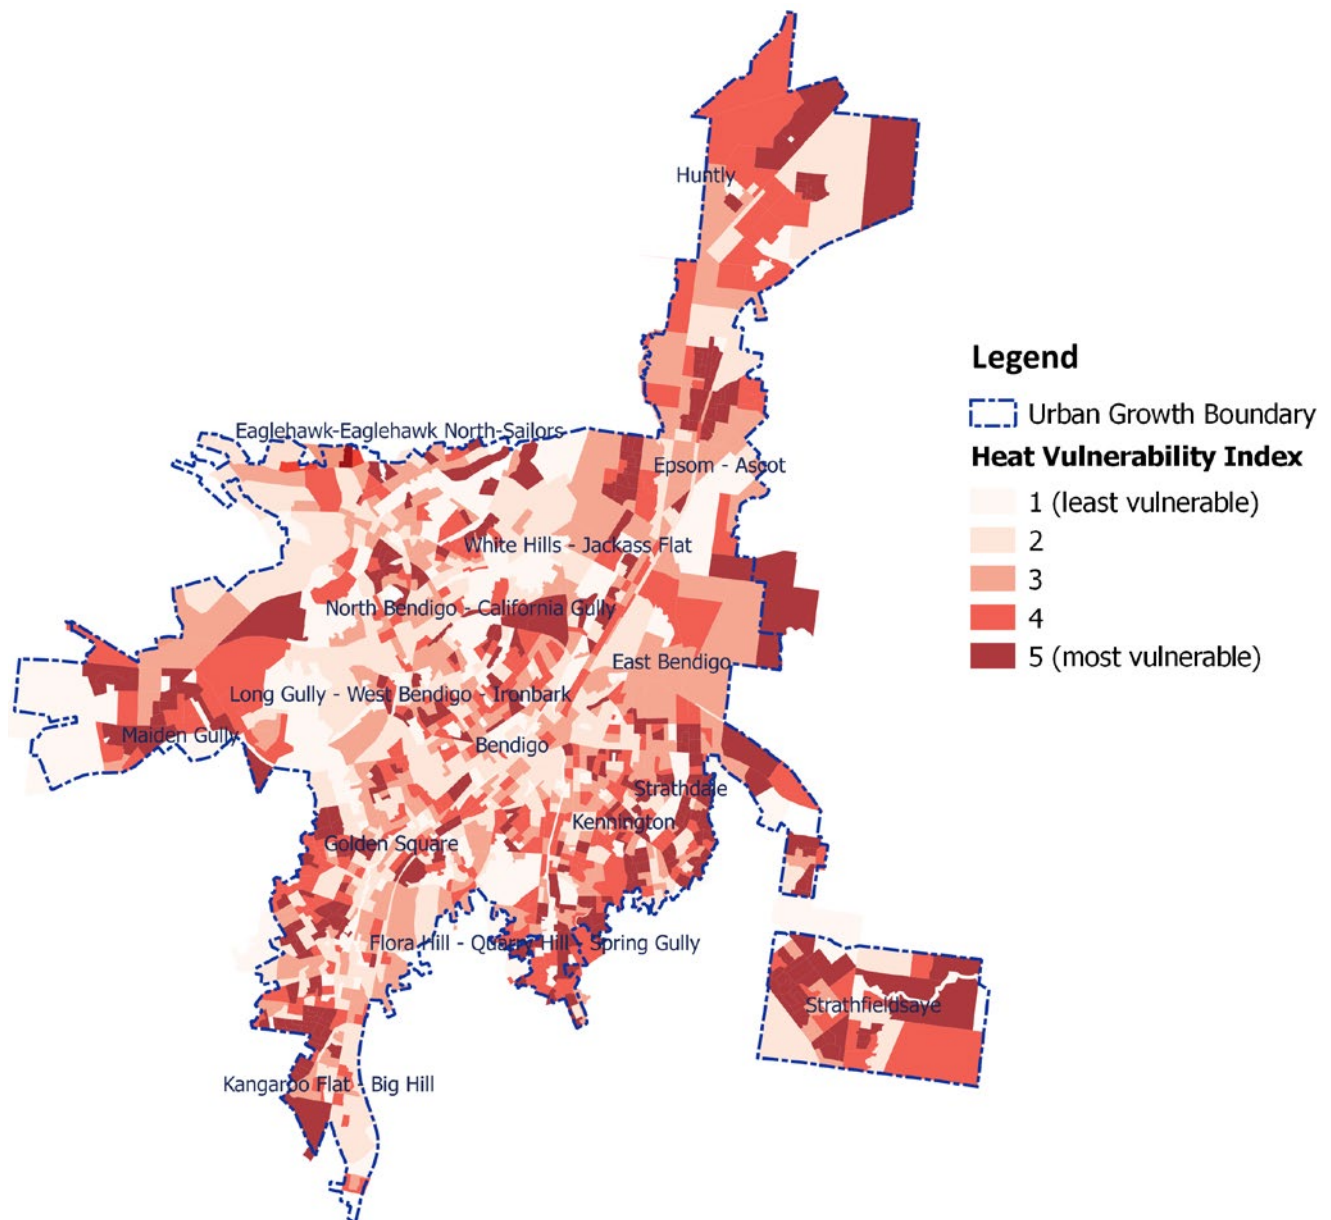 Huntly
Legend
Urban Growth Boundary
Heat Vulnerability Index
1 (least vulnerable)
2
3
4
5 (most vulnerable)
Eaglehawk-Eaglehawk North-Sailors
Epsom - Ascot
White Hills - Jackass Flat
North Bendigo - California Gully
East Bendigo
Long Gully - West Bendigo - Ironbark
Maiden Gully
Bendigo
Strathdale
Kennington
Golden Square
Flora Hill - Quarry Hill - Spring Gully
Strathfieldsaye
Kangaroo Flat - Big Hill